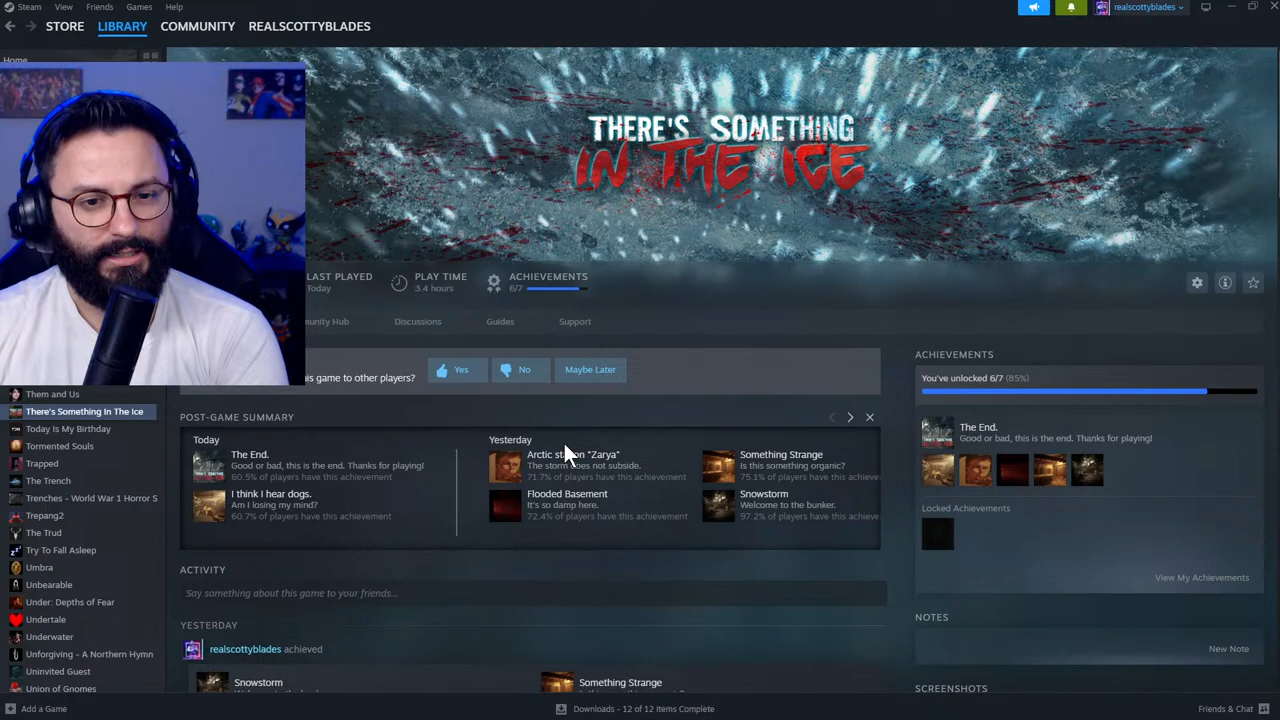 Steam View Friends Games Help
realscottyblades
STORE LIBRARY COMMUNITY REALSCOTTYBLADES
Home
THERE'S SOMETHING
IN THE ICE
LAST PLAYED
Today
PLAY TIME
3.4 hours
ACHIEVEMENTS
6/7
Discussions Guides Support
game to other players?
Yes No Maybe Later
POST-GAME SUMMARY
Today
The End.
Good or bad, this is the end. Thanks for playing!
60.5% of players have this achievement
I think I hear dogs.
Am I losing my mind?
60.7% of players have this achievement
Yesterday
Arctic "Zarya"
The storm does not subside.
71.7% of players have this achievement
Flooded Basement
It's so damp here.
72.4% of players have this achievement
Something Strange
Is this something organic?
75.1% of players have this achievement
Snowstorm
Welcome to the bunker.
97.2% of players have this achievement
ACTIVITY
Say something about this game to your friends...
YESTERDAY
realscottyblades achieved
Snowstorm
Something Strange
ACHIEVEMENTS
You've unlocked 6/7 (85%)
The End.
Good or bad, this is the end. Thanks for playing!
Locked Achievements
View My Achievements
NOTES
New Note
SCREENSHOTS
Them and Us
There's Something In The Ice
Today Is My Birthday
Tormented Souls
Trapped
The Trench
Trenches - World War 1 Horror S
Trepang2
The Trud
Try To Fall Asleep
Umbra
Unbearable
Under: Depths of Fear
Undertale
Underwater
Unforgiving - A Northern Hymn
Uninvited Guest
Union of Gnomes
Add a Game
Downloads - 12 of 12 Items Complete
Friends & Chat